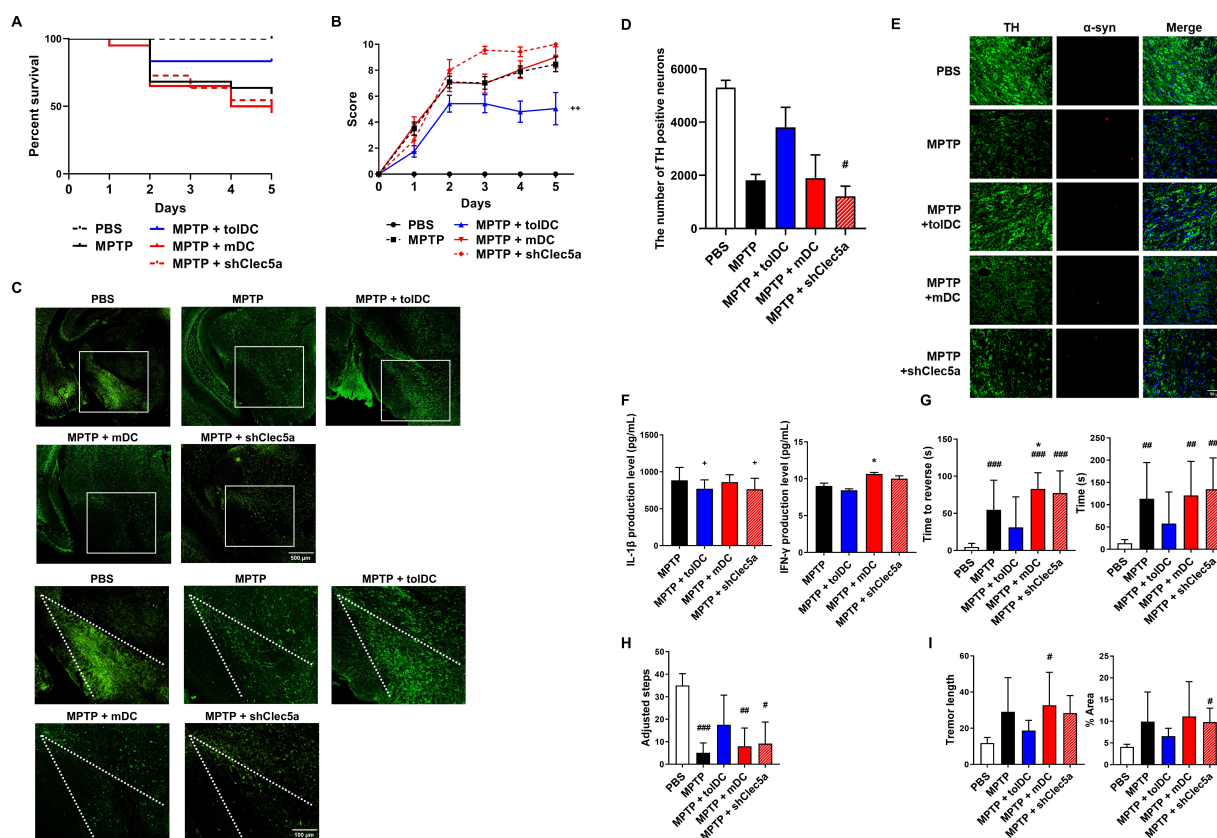 A
Percent survival
100
50
0
0 1 2 3 4 5
Days
PBS
MPTP
MPTP + tolDC
MPTP + mDC
MPTP + shClec5a
B
Score
10
8
6
4
2
0
0 1 2 3 4 5
++
Days
PBS
MPTP
MPTP + tolDC
MPTP + mDC
MPTP + shClec5a
C
PBS MPTP MPTP + tolDC
MPTP + mDC MPTP + shClec5a
500 µm
PBS MPTP MPTP + tolDC
MPTP + mDC MPTP + shClec5a
100 µm
D
The number of TH positive neurons
6000
4000
2000
0
#
PBS
MPTP
MPTP + tolDC
MPTP + mDC
MPTP + shClec5a
E
TH α-syn Merge
PBS
MPTP
MPTP
+tolDC
MPTP
+mDC
MPTP
+shClec5a
F
IL-1β production level (pg/mL)
1500
1000
500
0
+ +
MPTP
MPTP + tolDC
MPTP + mDC
MPTP + shClec5a
IFN-γ production level (pg/mL)
15
10
5
0
*
MPTP
MPTP + tolDC
MPTP + mDC
MPTP + shClec5a
G
Time to reverse (s)
150
100
50
0
*
### ### ###
PBS
MPTP
MPTP + tolDC
MPTP + mDC
MPTP + shClec5a
Time (s)
250
200
150
100
50
0
## ## ##
PBS
MPTP
MPTP + tolDC
MPTP + mDC
MPTP + shClec5a
H
Adjusted steps
50
40
30
20
10
0
### ## #
PBS
MPTP
MPTP + tolDC
MPTP + mDC
MPTP + shClec5a
I
Tremor length
60
40
20
0
#
PBS
MPTP
MPTP + tolDC
MPTP + mDC
MPTP + shClec5a
% Area
25
20
15
10
5
0
#
PBS
MPTP
MPTP + tolDC
MPTP + mDC
MPTP + shClec5a